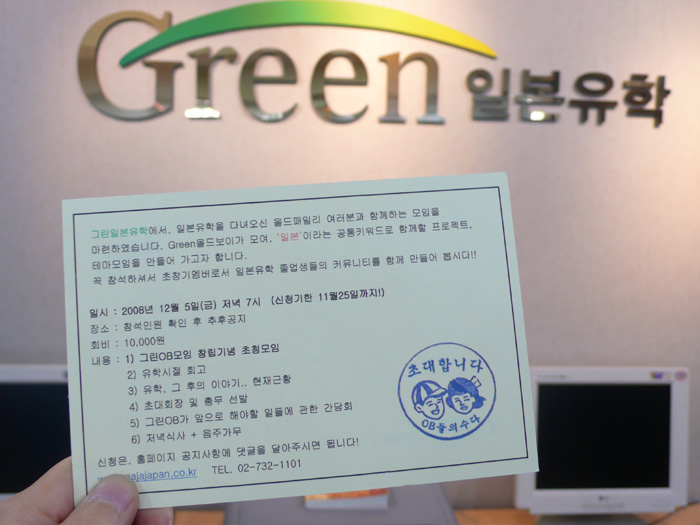 Green 일본유학
그린일본유학에서, 일본유학을 다녀오신 올드패밀리 여러분과 함께하는 모임을
마련하였습니다. Green올드보이가 모여, '일본'이라는 공통키워드로 함께할 프로젝트,
테마모임을 만들어 가고자 합니다.
꼭 참석하셔서 초창기멤버로서 일본유학 졸업생들의 커뮤니티를 함께 만들어 봅시다!!
일시 : 2008년 12월 5일(금) 저녁 7시 (신청기한 11월25일까지!)
장소 : 참석인원 확인 후 추후공지
회비 : 10,000원
내용 : 1) 그린OB모임 창립기념 초청모임
2) 유학시절 회고
3) 유학, 그 후의 이야기.. 현재근황
4) 초대회장 및 총무 선발
5) 그린OB가 앞으로 해야할 일들에 관한 간담회
6) 저녁식사 + 음주가무
초대합니다
OB들의수다
신청은, 홈페이지 공지사항에 댓글을 달아주시면 됩니다!
ajajapan.co.kr TEL. 02-732-1101